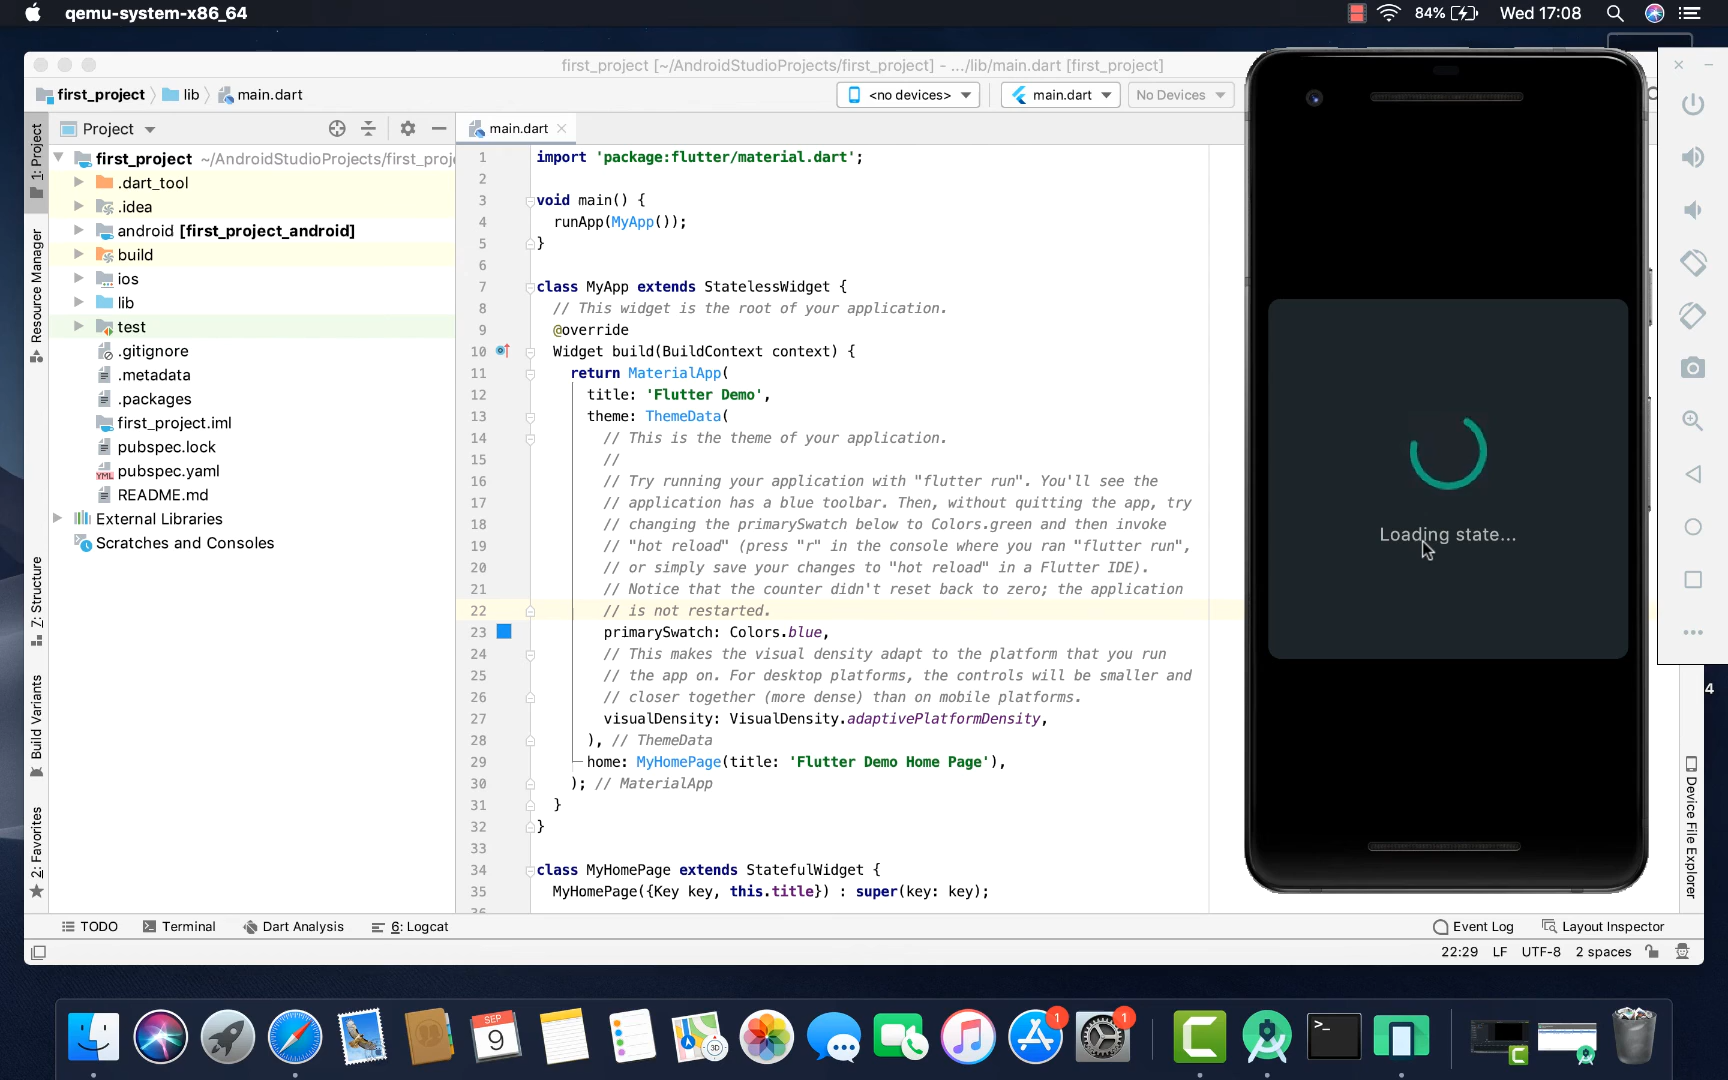 qemu-system-x86_64
84%
Wed 17:08
first_project [~/AndroidStudioProjects/first_project] - .../lib/main.dart [first_project]
first_project
lib
main.dart
<no devices>
main.dart
No Devices
Project
main.dart
1: Project
Resource Manager
Z: Structure
Build Variants
2: Favorites
first_project ~/AndroidStudioProjects/first_proj
.dart_tool
.idea
android [first_project_android]
build
ios
lib
test
.gitignore
.metadata
.packages
first_project.iml
pubspec.lock
pubspec.yaml
README.md
External Libraries
Scratches and Consoles
1 import 'package:flutter/material.dart';
2
3 void main() {
4 runApp(MyApp());
5 }
6
7 class MyApp extends StatelessWidget {
8 // This widget is the root of your application.
9 @override
10 Widget build(BuildContext context) {
11 return MaterialApp(
12 title: 'Flutter Demo',
13 theme: ThemeData(
14 // This is the theme of your application.
15 //
16 // Try running your application with "flutter run". You'll see the
17 // application has a blue toolbar. Then, without quitting the app, try
18 // changing the primarySwatch below to Colors.green and then invoke
19 // "hot reload" (press "r" in the console where you ran "flutter run",
20 // or simply save your changes to "hot reload" in a Flutter IDE).
21 // Notice that the counter didn't reset back to zero; the application
22 // is not restarted.
23 primarySwatch: Colors.blue,
24 // This makes the visual density adapt to the platform that you run
25 // the app on. For desktop platforms, the controls will be smaller and
26 // closer together (more dense) than on mobile platforms.
27 visualDensity: VisualDensity.adaptivePlatformDensity,
28 ), // ThemeData
29 home: MyHomePage(title: 'Flutter Demo Home Page'),
30 ); // MaterialApp
31 }
32 }
33
34 class MyHomePage extends StatefulWidget {
35 MyHomePage({Key key, this.title}) : super(key: key);
Loading state...
4
Device File Explorer
TODO
Terminal
Dart Analysis
6: Logcat
Event Log
Layout Inspector
22:29
LF
UTF-8
2 spaces
SEP
9
3D
1
1